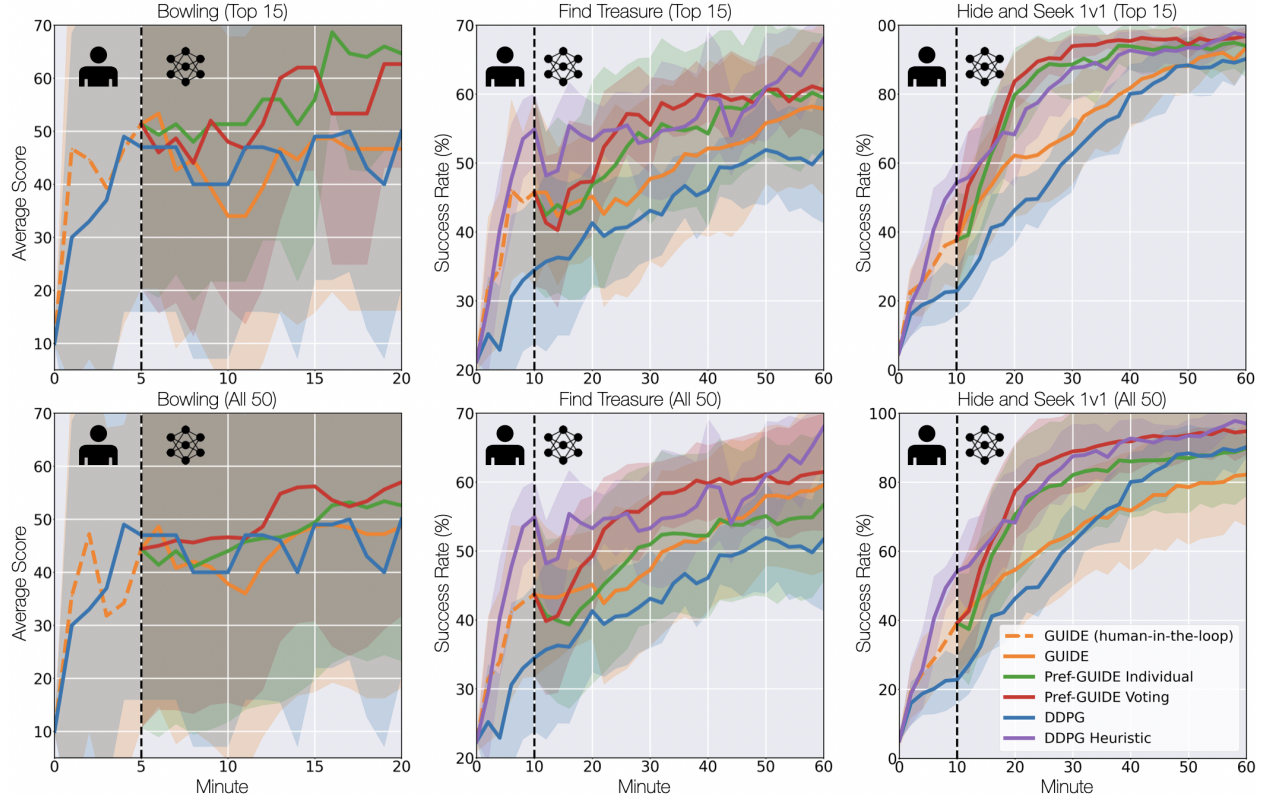 Bowling (Top 15)
Find Treasure (Top 15)
Hide and Seek 1v1 (Top 15)
Average Score
70
60
50
40
30
20
10
0 5 10 15 20
Success Rate (%)
70
60
50
40
30
20
0 10 20 30 40 50 60
Success Rate (%)
00
80
60
40
20
0
0 10 20 30 40 50 60
Bowling (All 50)
Find Treasure (All 50)
Hide and Seek 1v1 (All 50)
Average Score
70
60
50
40
30
20
10
0 5 10 15 20
Minute
Success Rate (%)
70
60
50
40
30
20
0 10 20 30 40 50 60
Minute
Success Rate (%)
100
80
60
40
20
0
0 10 20 30 40 50 60
Minute
GUIDE (human-in-the-loop)
GUIDE
Pref-GUIDE Individual
Pref-GUIDE Voting
DDPG
DDPG Heuristic